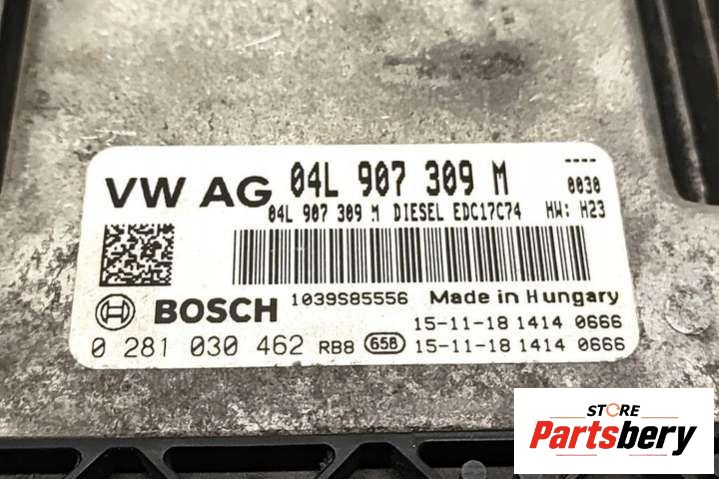 VW AG 04L 907 309 M
----
0030
04L 907 309 M DIESEL EDC17C74 HW: H23
BOSCH 1039S85556 Made in Hungary
15-11-18 1414 0666
0 281 030 462 RB8 658 15-11-18 1414 0666
STORE
Partsbery